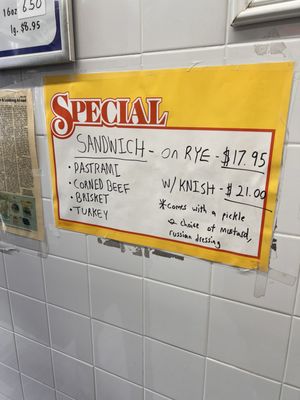 16oz 6.50
lg. $8.95
SPECIAL
SANDWICH - on RYE - $17.95
• PASTRAMI
• CORNED BEEF
• BRISKET
• TURKEY
W/ KNISH - $21.00
*comes with a pickle
& choice of mustard,
russian dressing